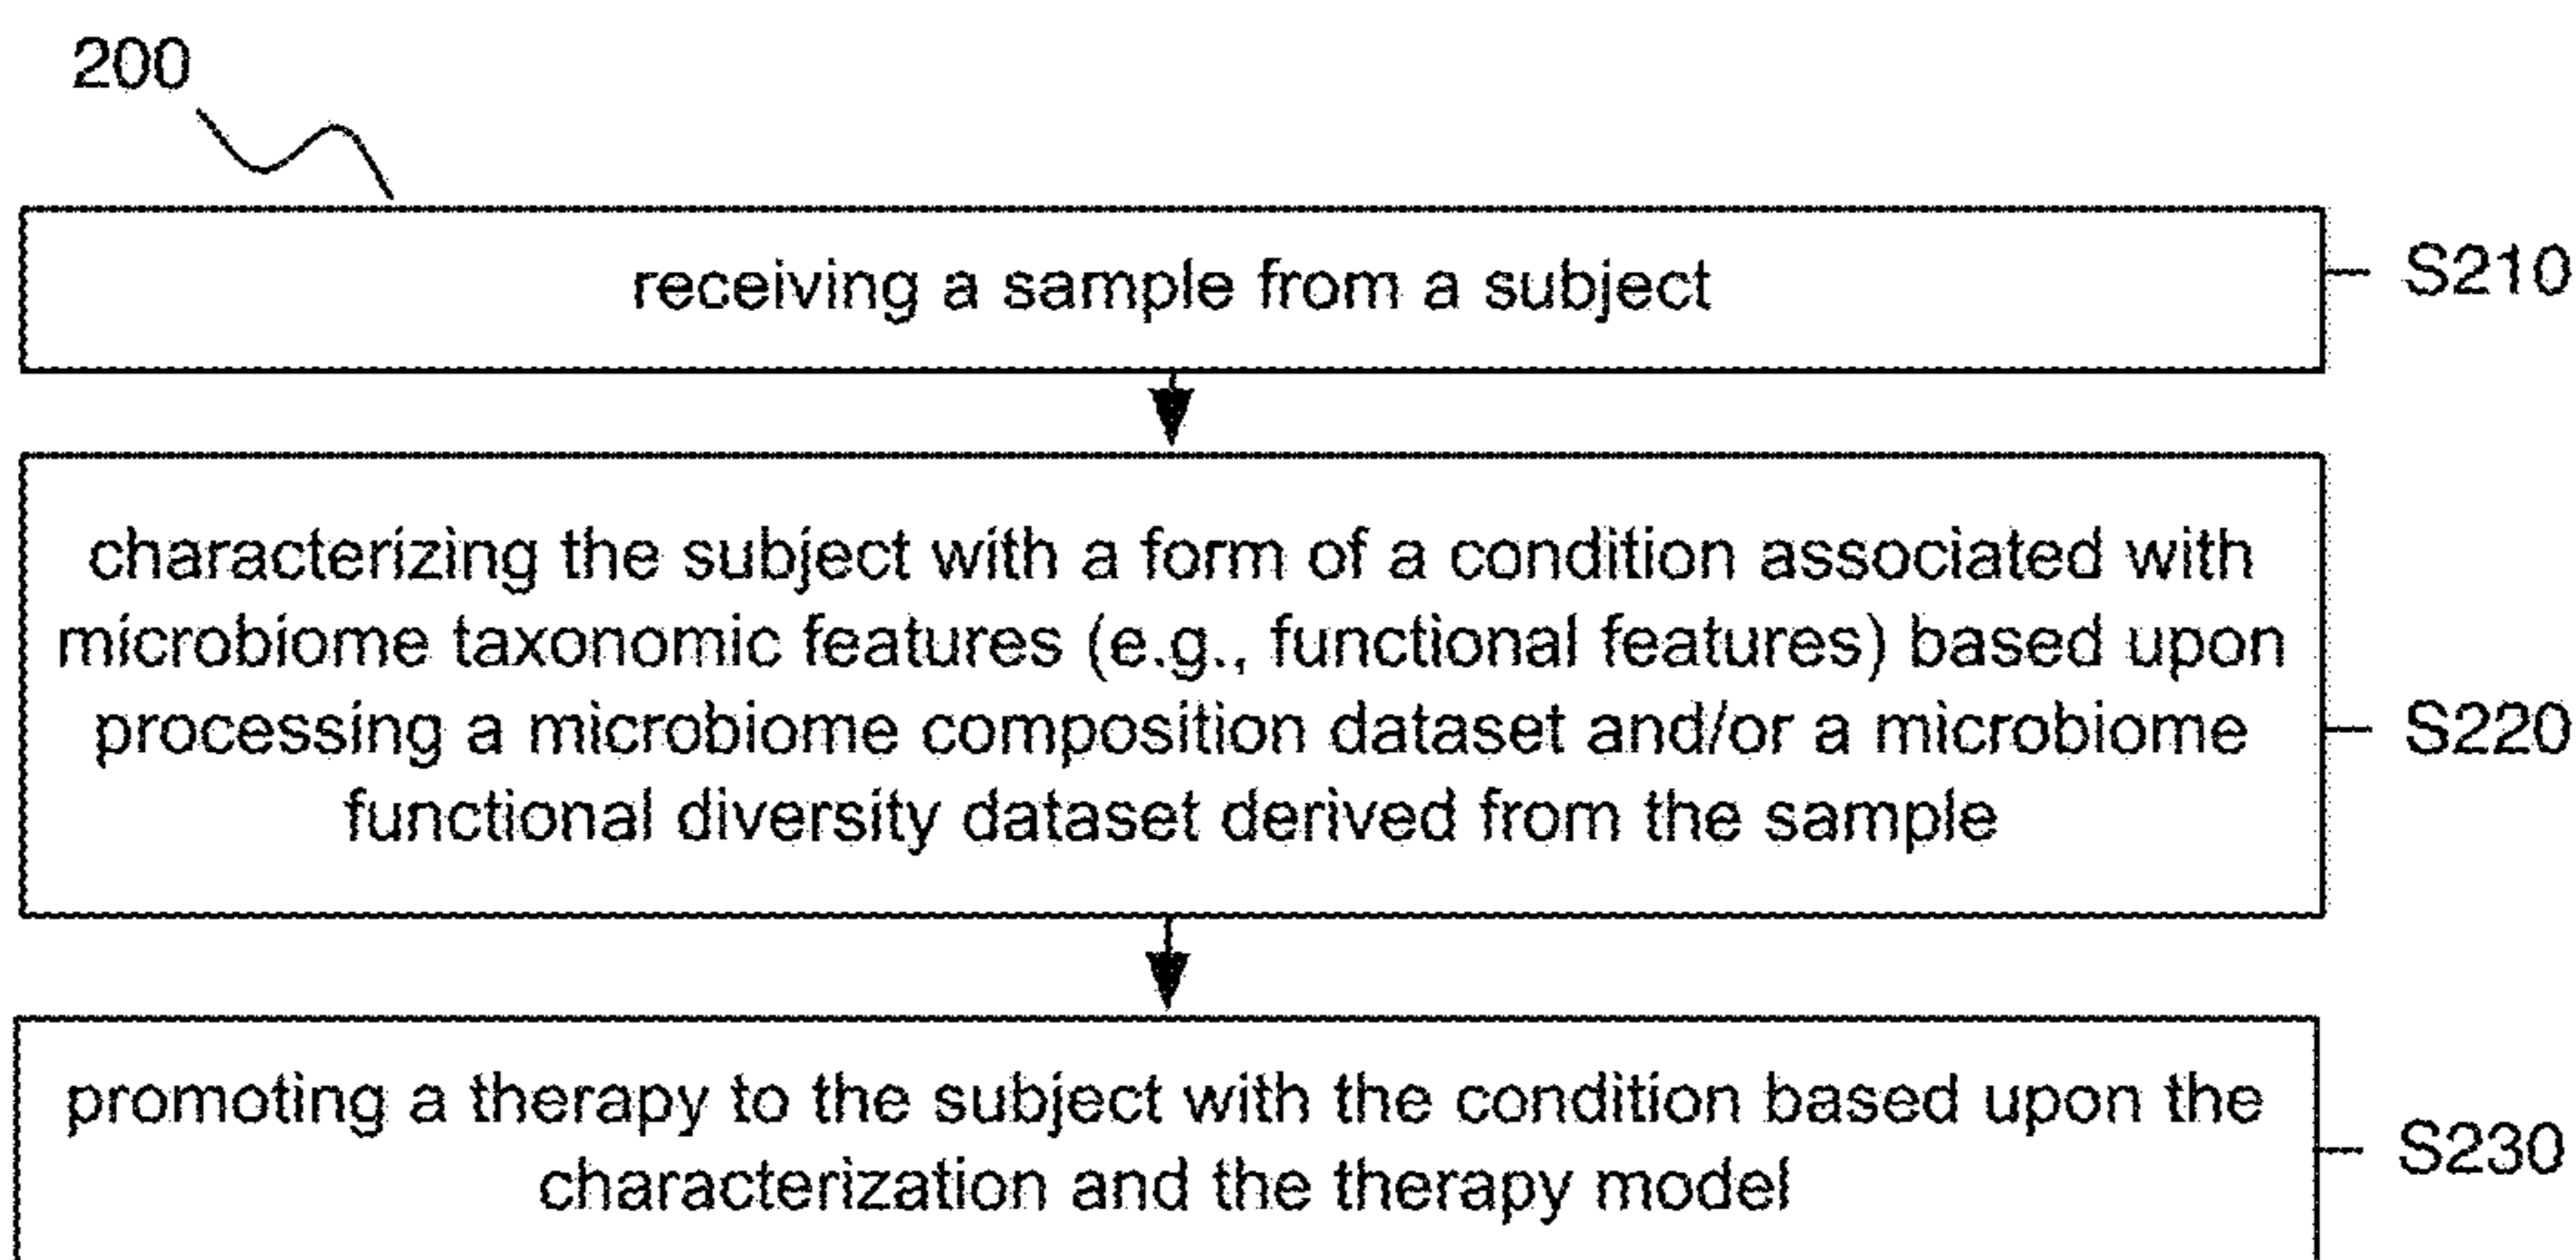 200
receiving a sample from a subject
S210
characterizing the subject with a form of a condition associated with
microbiome taxonomic features (e.g., functional features) based upon
processing a microbiome composition dataset and/or a microbiome
functional diversity dataset derived from the sample
S220
promoting a therapy to the subject with the condition based upon the
characterization and the therapy model
S230